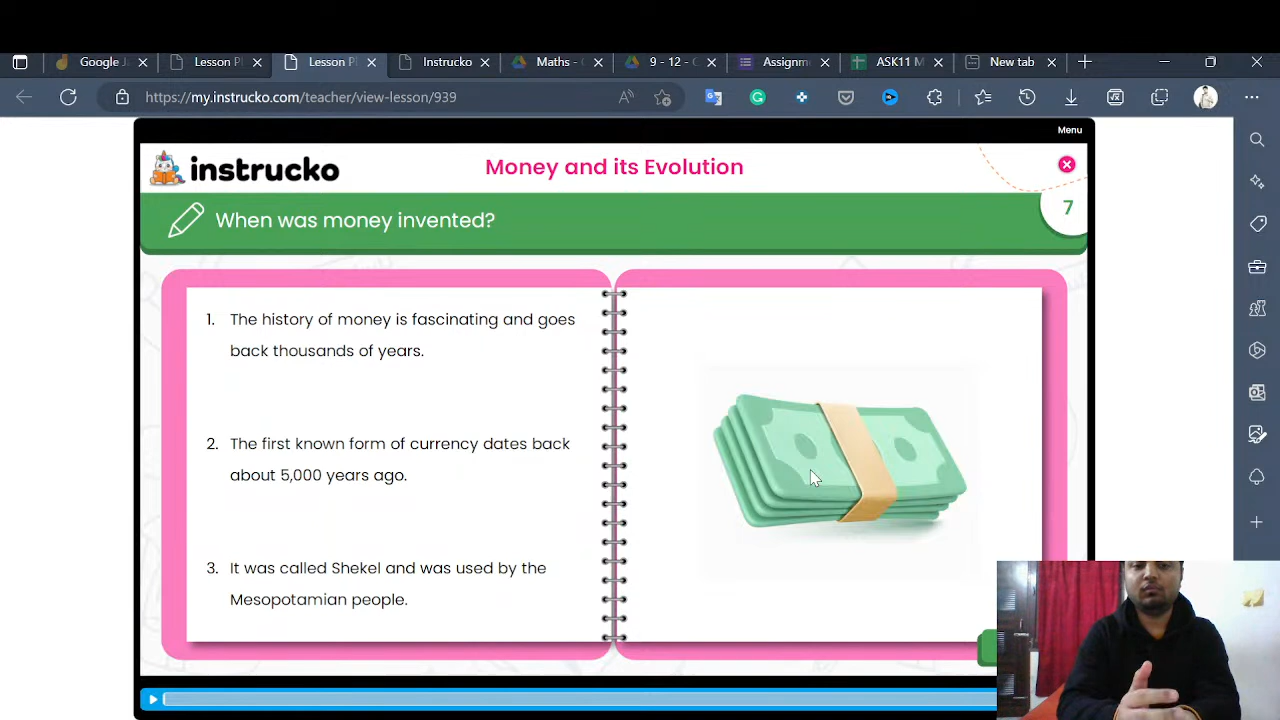 Google J
Lesson Pl
Lesson Pl
Instrucko
Maths -
9 - 12 - C
Assignm
ASK11 M
New tab
https://my.instrucko.com/teacher/view-lesson/939
Menu
instrucko
Money and its Evolution
When was money invented?
7
1. The history of money is fascinating and goes
back thousands of years.
2. The first known form of currency dates back
about 5,000 years ago.
3. It was called Shekel and was used by the
Mesopotamian people.